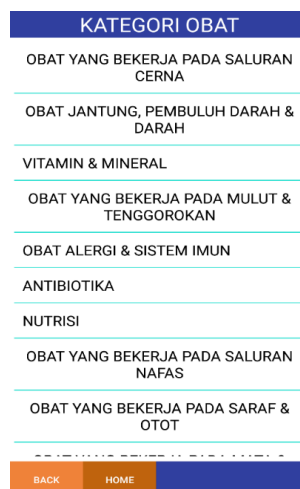 KATEGORI OBAT
OBAT YANG BEKERJA PADA SALURAN
CERNA
OBAT JANTUNG, PEMBULUH DARAH &
DARAH
VITAMIN & MINERAL
OBAT YANG BEKERJA PADA MULUT &
TENGGOROKAN
OBAT ALERGI & SISTEM IMUN
ANTIBIOTIKA
NUTRISI
OBAT YANG BEKERJA PADA SALURAN
NAFAS
OBAT YANG BEKERJA PADA SARAF &
OTOT
BACK HOME